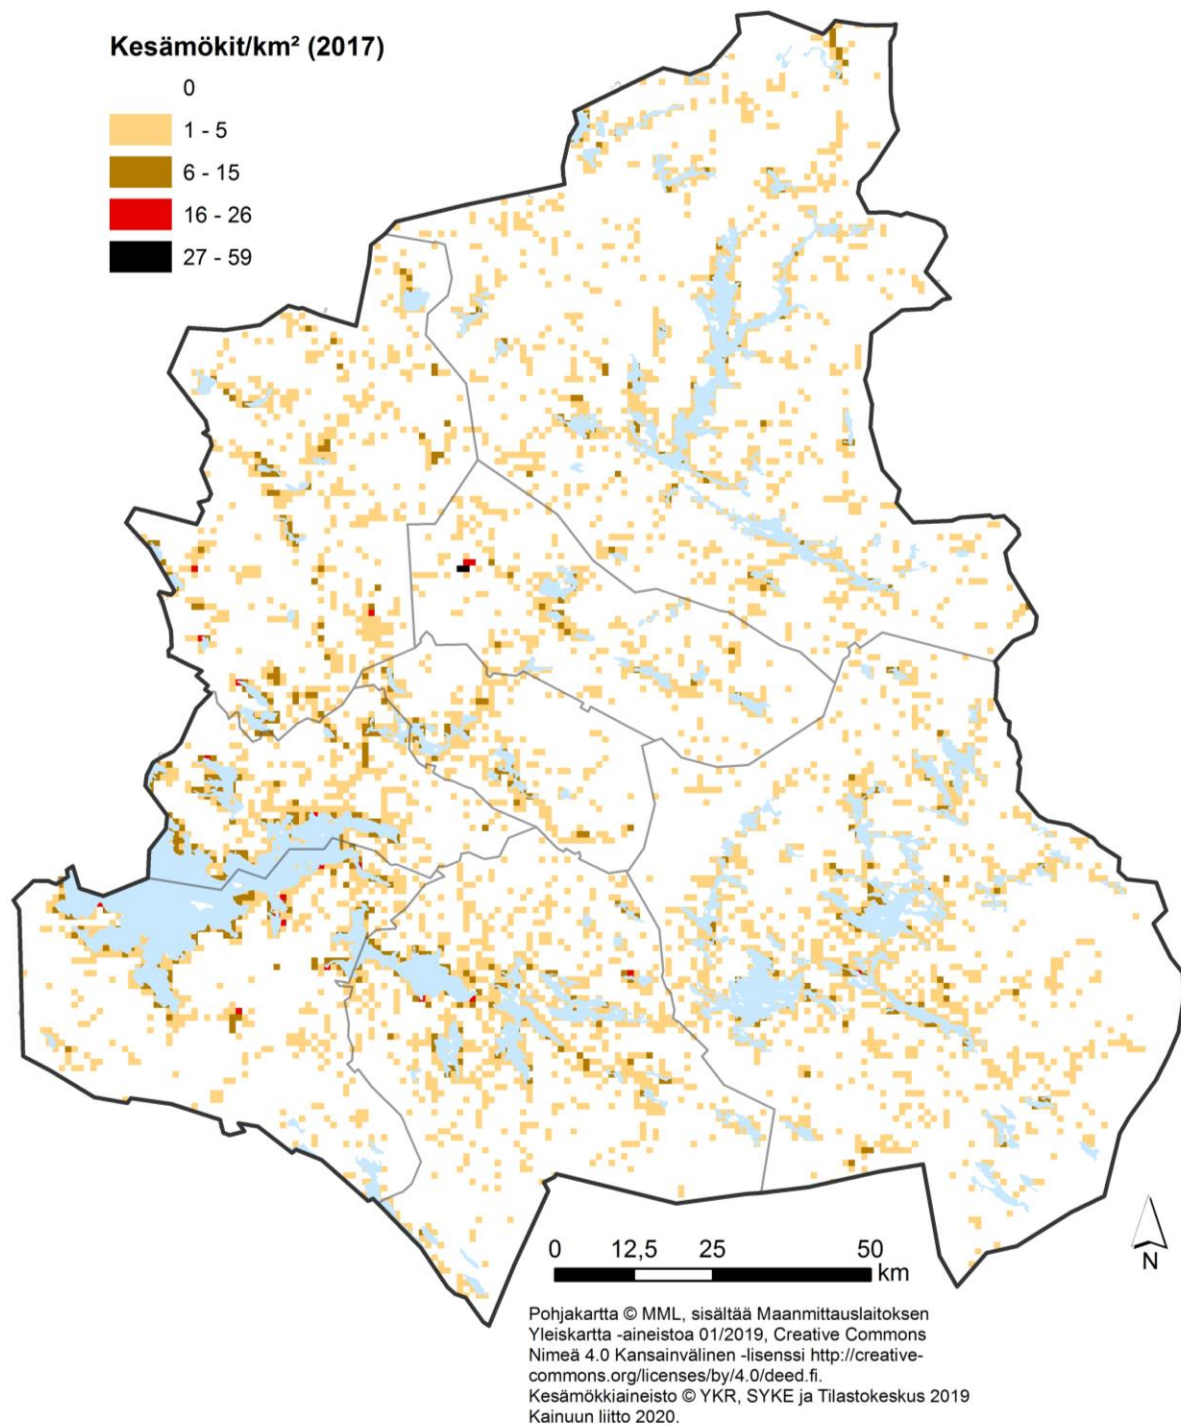 Kesämökit/km² (2017)
0
1 - 5
6 - 15
16 - 26
27 - 59
0 12,5 25 50
km
N
Pohjakartta © MML, sisältää Maanmittauslaitoksen
Yleiskartta -aineistoa 01/2019, Creative Commons
Nimeä 4.0 Kansainvälinen -lisenssi http://creative-
commons.org/licenses/by/4.0/deed.fi.
Kesämökkiaineisto © YKR, SYKE ja Tilastokeskus 2019
Kainuun liitto 2020.